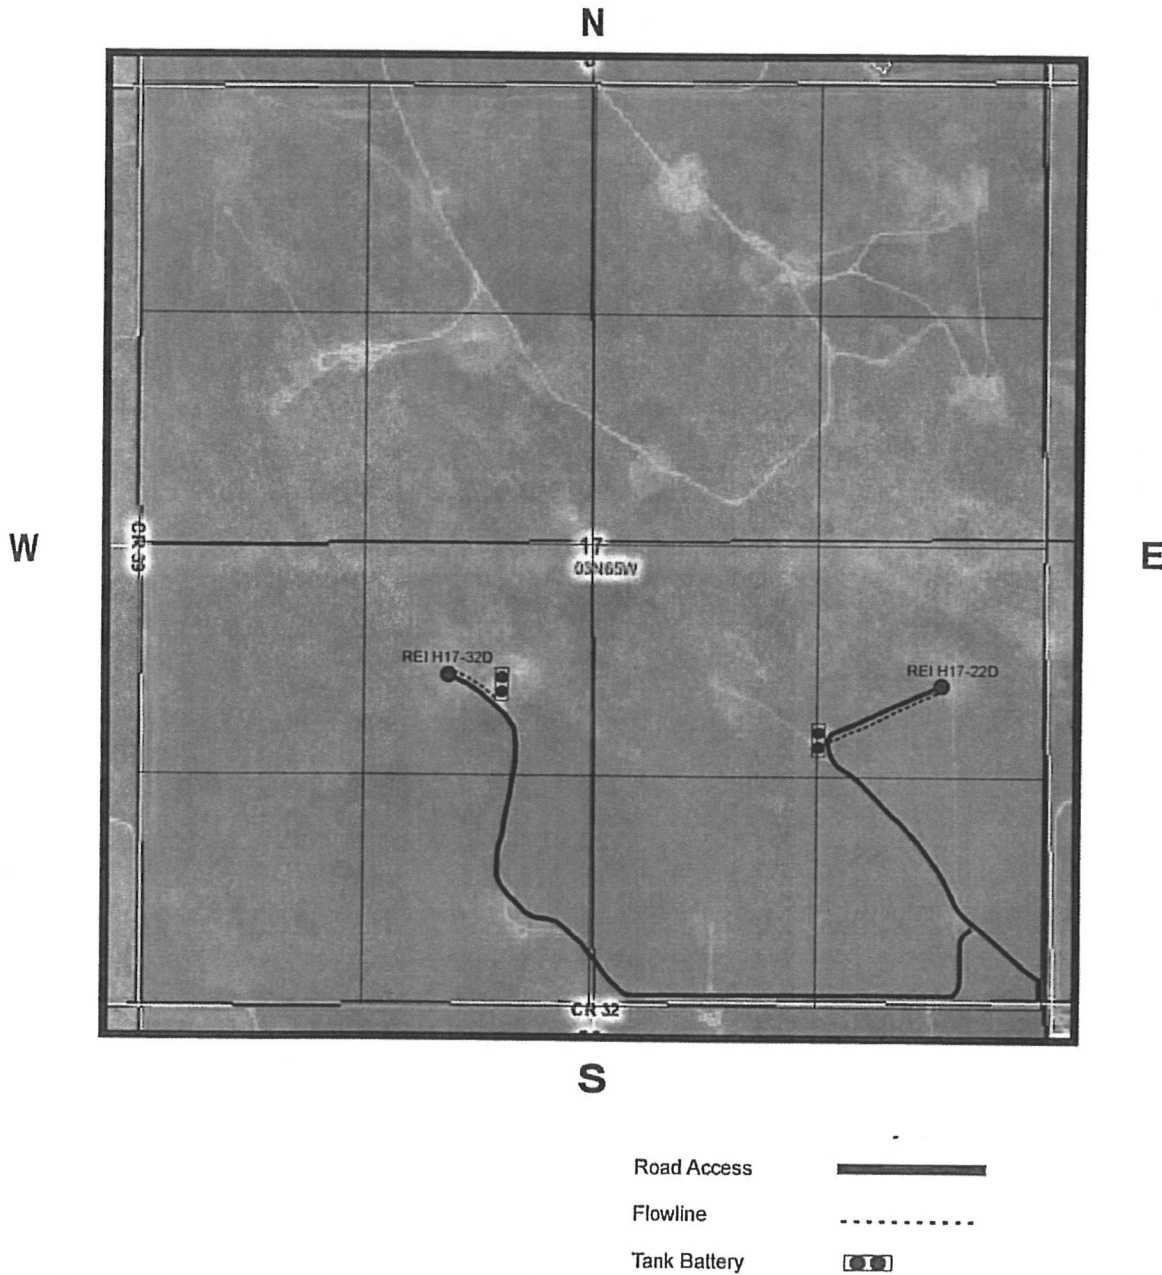 N
W
E
CR 39
17
03N65W
REI H17-32D
REI H17-22D
CR 32
S
Road Access
Flowline
Tank Battery